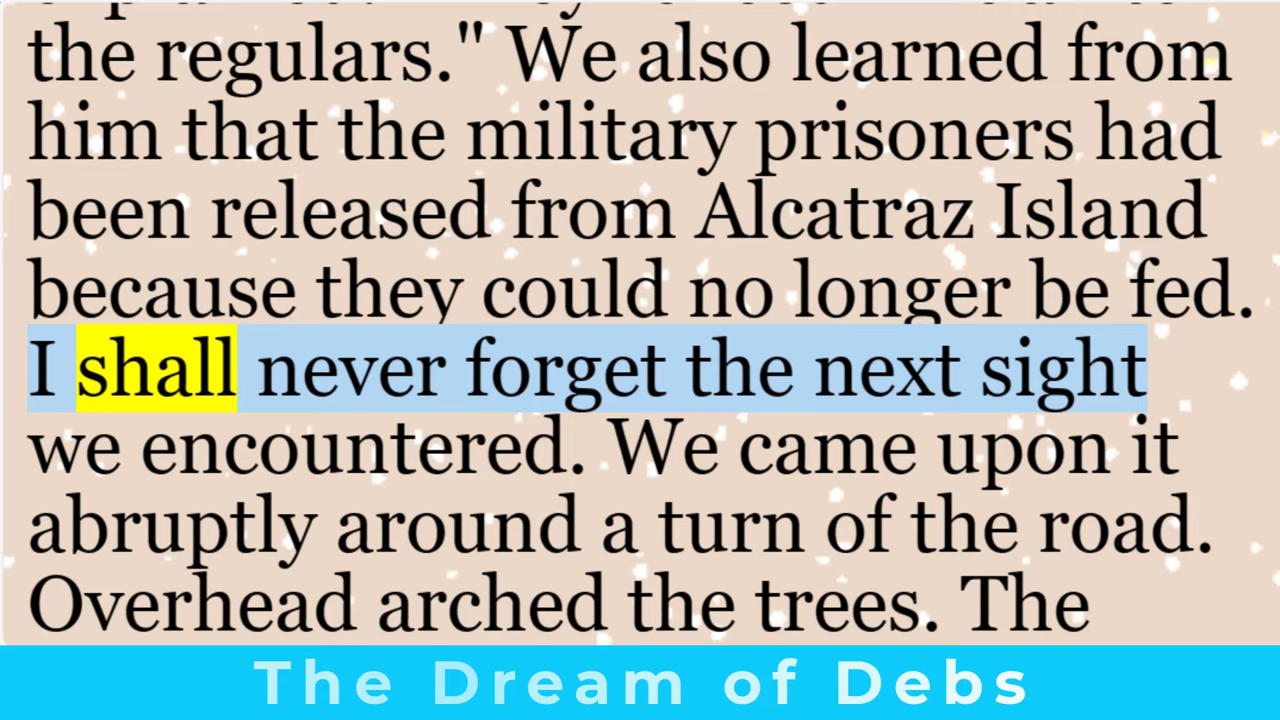 the regulars." We also learned from
him that the military prisoners had
been released from Alcatraz Island
because they could no longer be fed.
I shall never forget the next sight
we encountered. We came upon it
abruptly around a turn of the road.
Overhead arched the trees. The
The Dream of Debs